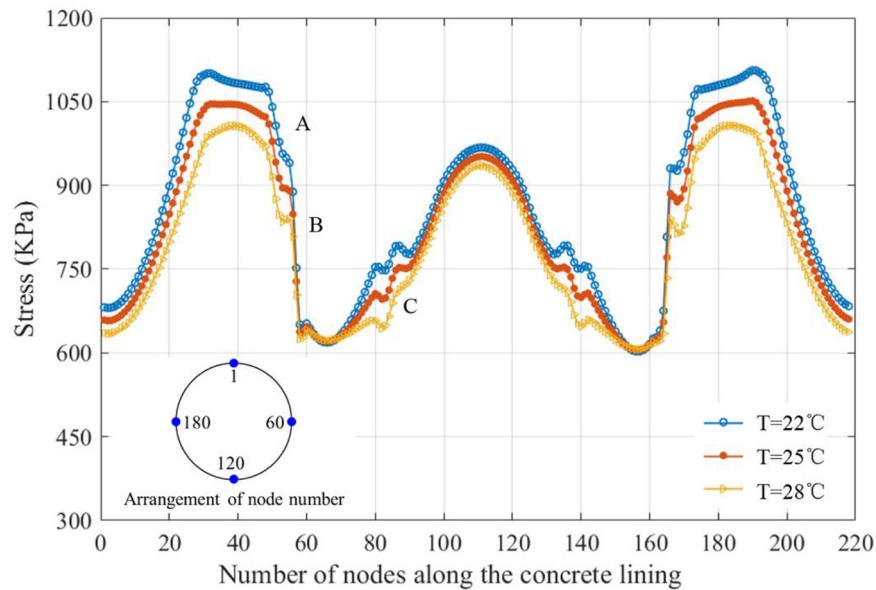 1200
1050
900
750
600
450
300
Stress (KPa)
A
B
C
1
180
60
120
Arrangement of node number
T=22℃
T=25℃
T=28℃
0 20 40 60 80 100 120 140 160 180 200 220
Number of nodes along the concrete lining